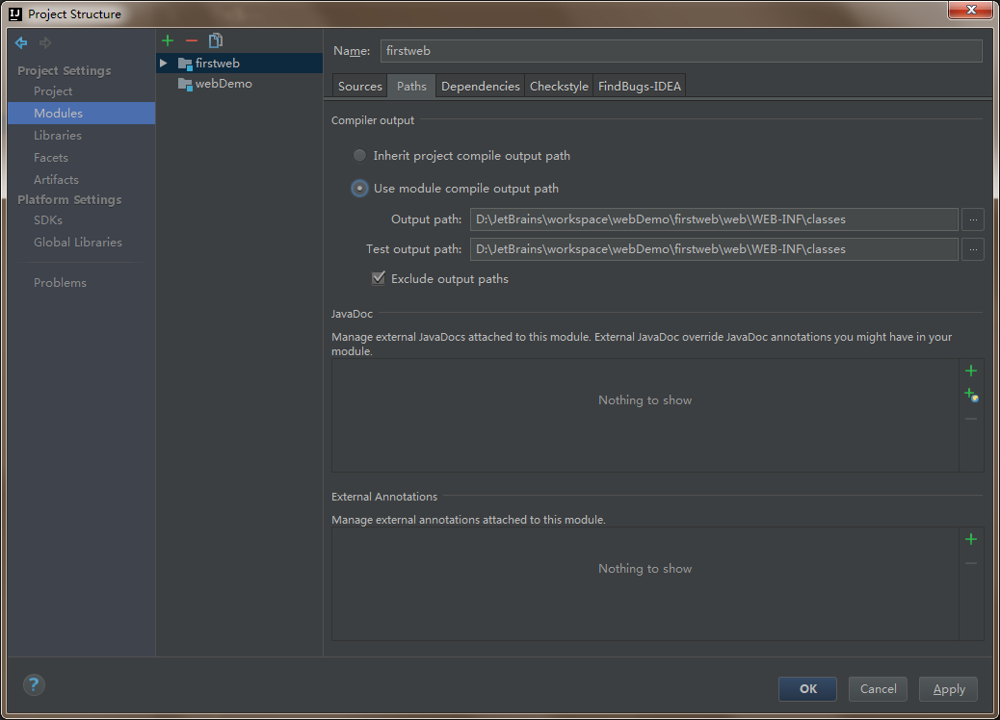 Project Structure
Project Settings
Project
Modules
Libraries
Facets
Artifacts
Platform Settings
SDKs
Global Libraries
Problems
firstweb
webDemo
Name: firstweb
Sources Paths Dependencies Checkstyle FindBugs-IDEA
Compiler output
Inherit project compile output path
Use module compile output path
Output path: D:\JetBrains\workspace\webDemo\firstweb\web\WEB-INF\classes ...
Test output path: D:\JetBrains\workspace\webDemo\firstweb\web\WEB-INF\classes ...
Exclude output paths
JavaDoc
Manage external JavaDocs attached to this module. External JavaDoc override JavaDoc annotations you might have in your
module.
Nothing to show
External Annotations
Manage external annotations attached to this module.
Nothing to show
? OK Cancel Apply